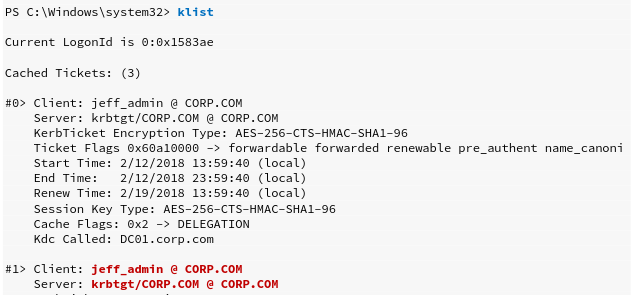 PS C:\Windows\system32> klist
Current LogonId is 0:0x1583ae
Cached Tickets: (3)
#0> Client: jeff_admin @ CORP.COM
Server: krbtgt/CORP.COM @ CORP.COM
KerbTicket Encryption Type: AES-256-CTS-HMAC-SHA1-96
Ticket Flags 0x60a10000 -> forwardable forwarded renewable pre_authent name_canoni
Start Time: 2/12/2018 13:59:40 (local)
End Time: 2/12/2018 23:59:40 (local)
Renew Time: 2/19/2018 13:59:40 (local)
Session Key Type: AES-256-CTS-HMAC-SHA1-96
Cache Flags: 0x2 -> DELEGATION
Kdc Called: DC01.corp.com
#1> Client: jeff_admin @ CORP.COM
Server: krbtgt/CORP.COM @ CORP.COM